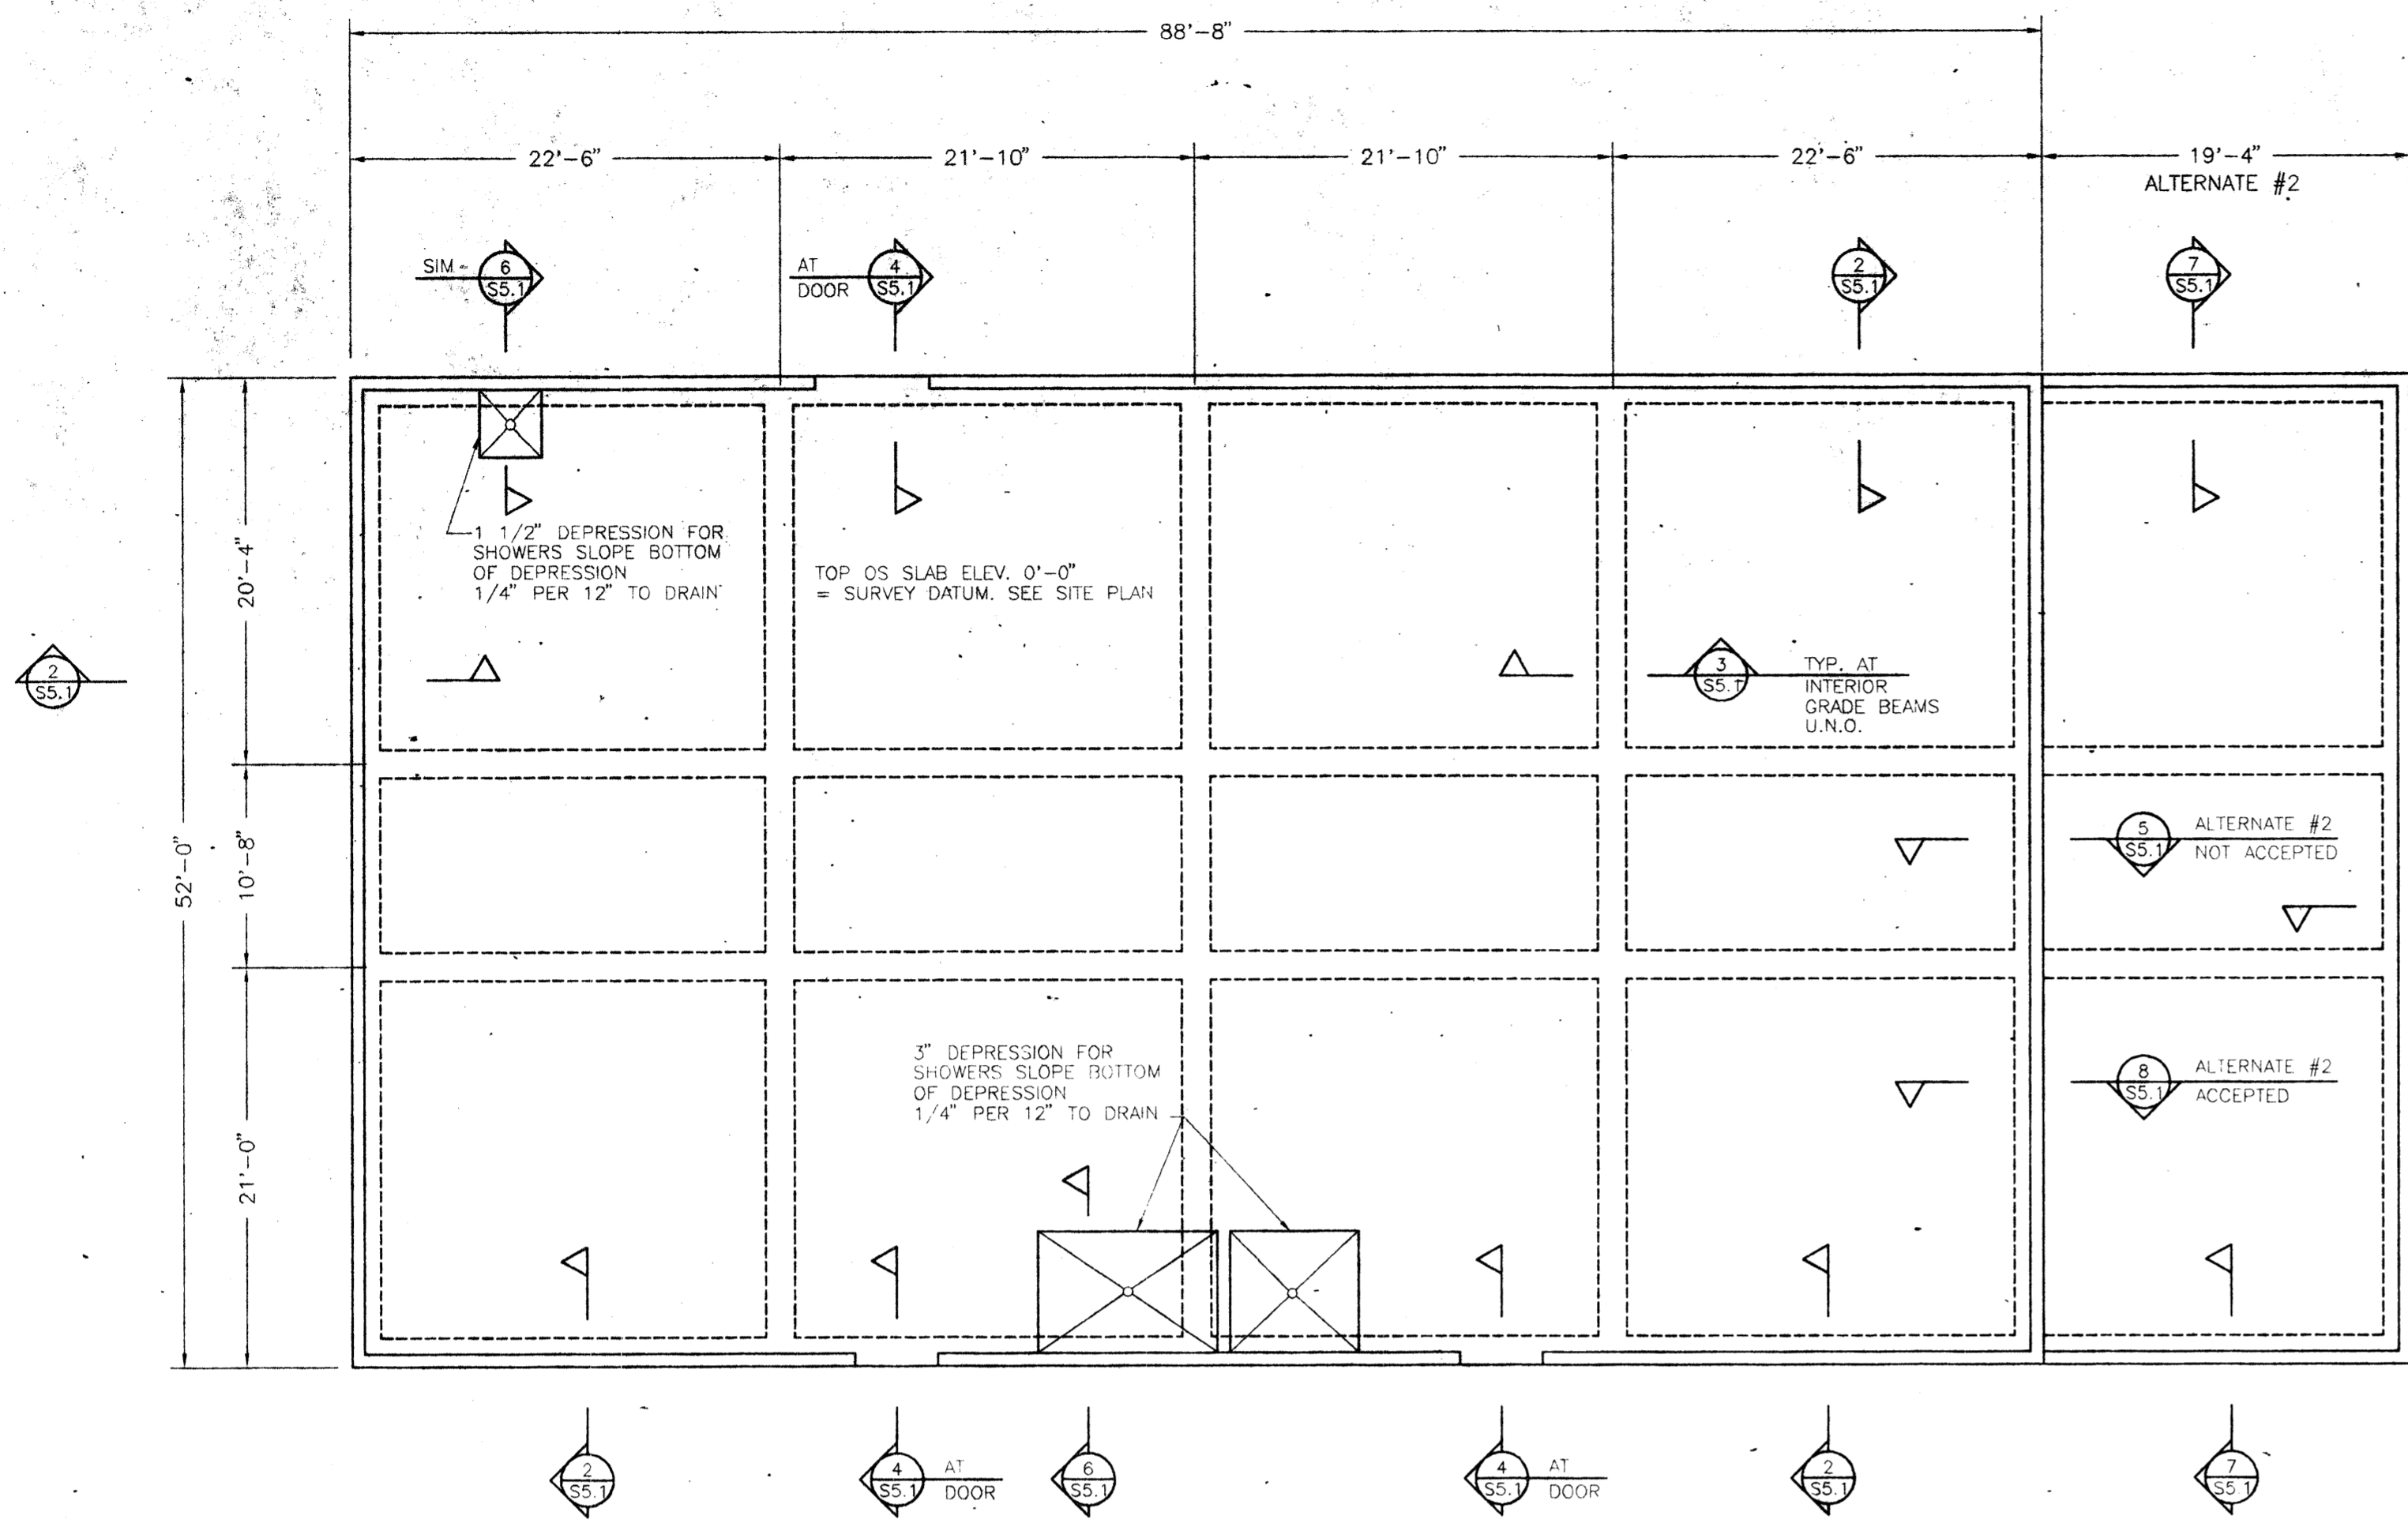 88'-8"
22'-6"
21'-10"
21'-10"
22'-6"
19'-4"
ALTERNATE #2
SIM
6
S5.1
AT
DOOR
4
S5.1
2
S5.1
7
S5.1
1 1/2" DEPRESSION FOR
SHOWERS SLOPE BOTTOM
OF DEPRESSION
1/4" PER 12" TO DRAIN
TOP OS SLAB ELEV. 0'-0"
= SURVEY DATUM. SEE SITE PLAN
20'-4"
2
S5.1
3
S5.1
TYP. AT
INTERIOR
GRADE BEAMS
U.N.O.
52'-0"
10'-8"
5
S5.1
ALTERNATE #2
NOT ACCEPTED
3" DEPRESSION FOR
SHOWERS SLOPE BOTTOM
OF DEPRESSION
1/4" PER 12" TO DRAIN
8
S5.1
ALTERNATE #2
ACCEPTED
21'-0"
2
S5.1
4
S5.1
AT
DOOR
6
S5.1
4
S5.1
AT
DOOR
2
S5.1
7
S5.1